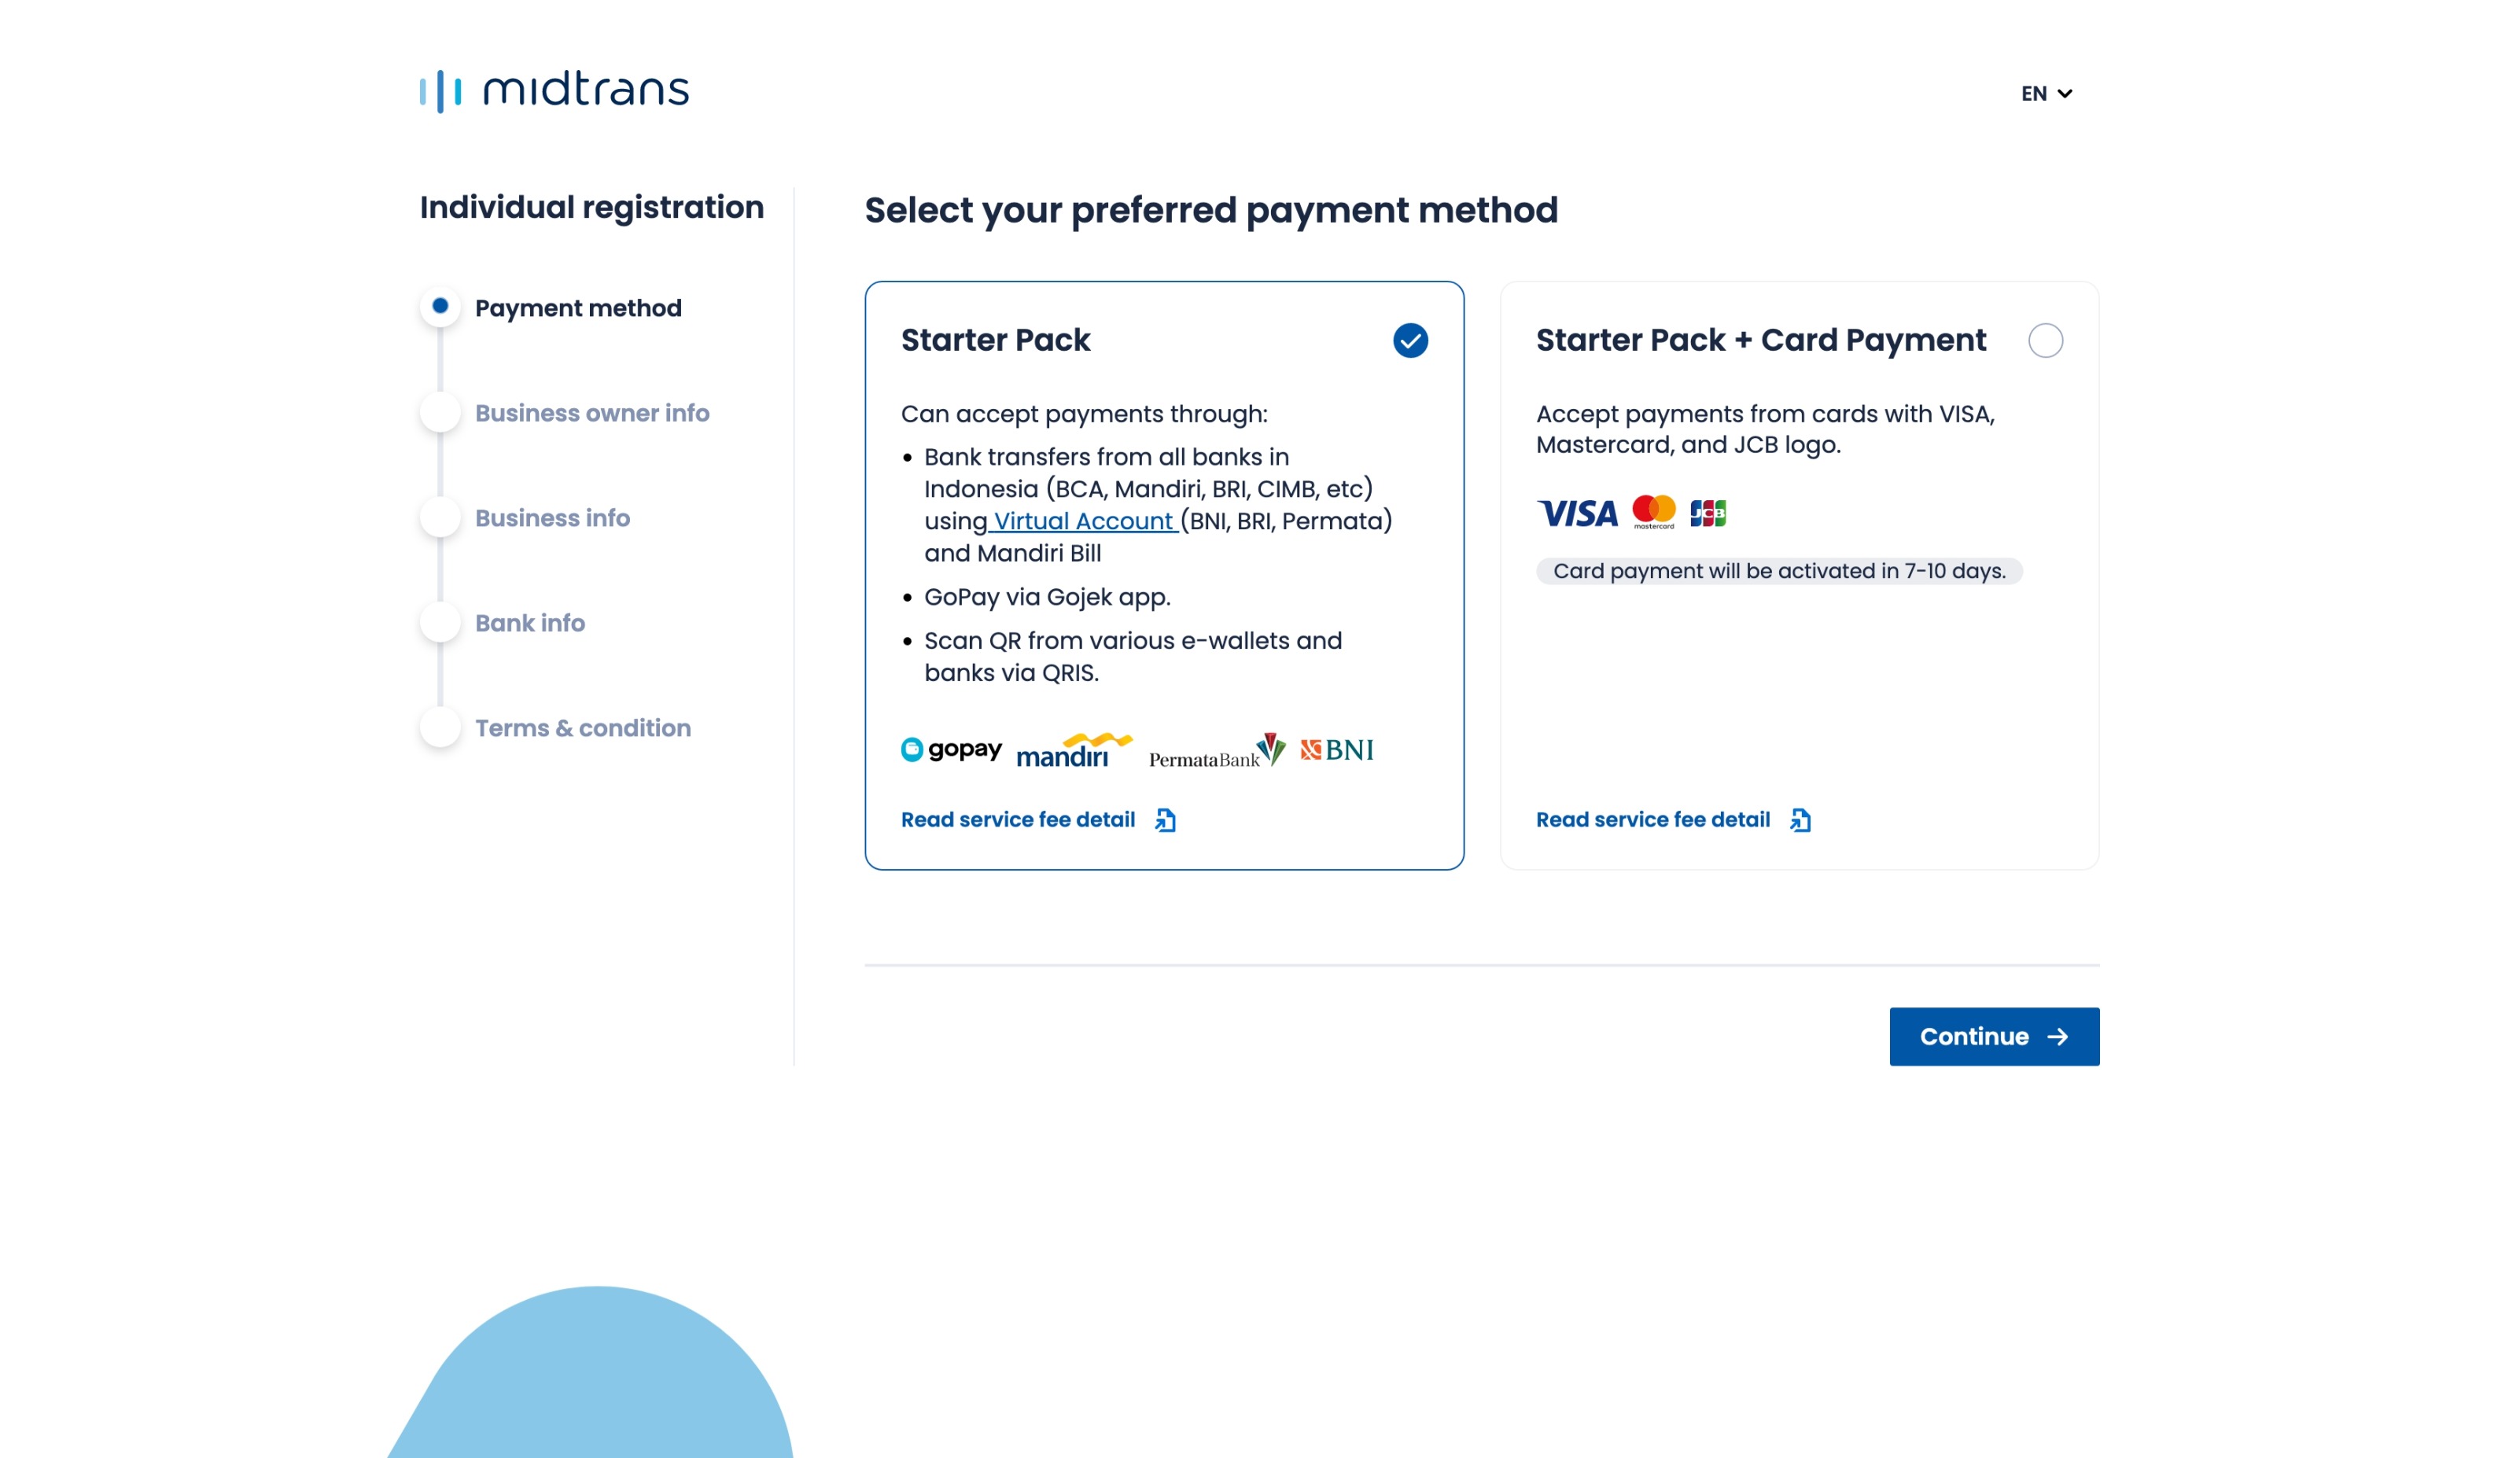 midtrans
EN
Individual registration
Payment method
Business owner info
Business info
Bank info
Terms & condition
Select your preferred payment method
Starter Pack
Can accept payments through:
• Bank transfers from all banks in
Indonesia (BCA, Mandiri, BRI, CIMB, etc)
using Virtual Account (BNI, BRI, Permata)
and Mandiri Bill
• GoPay via Gojek app.
• Scan QR from various e-wallets and
banks via QRIS.
gopay mandiri PermataBank BNI
Read service fee detail
Starter Pack + Card Payment
Accept payments from cards with VISA,
Mastercard, and JCB logo.
VISA mastercard JCB
Card payment will be activated in 7-10 days.
Read service fee detail
Continue